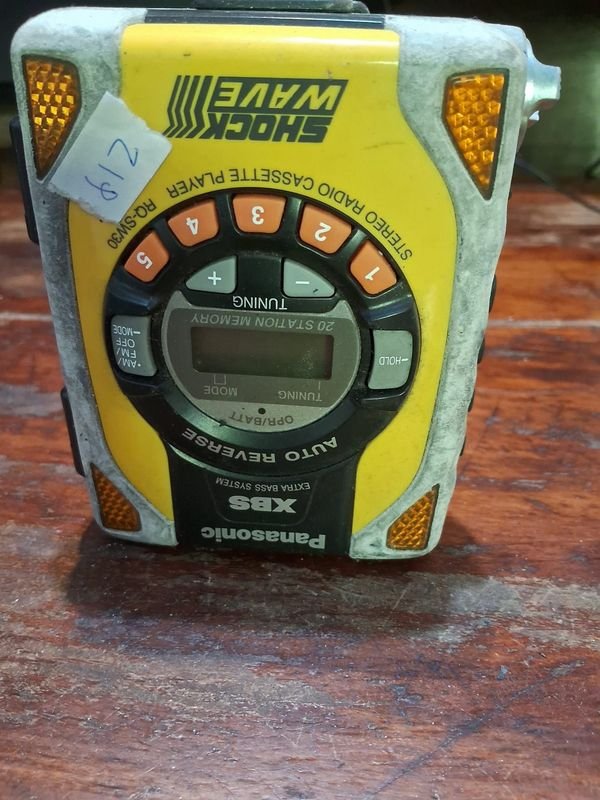 Panasonic
XBS
EXTRA BASS SYSTEM
AUTO REVERSE
OPR/BATT
TUNING MODE
20 STATION MEMORY
–HOLD
•AM/
FM/
OFF
–MODE
TUNING
− +
1 2 3 4 5
STEREO RADIO CASSETTE PLAYER RQ-SW30
SHOCK
WAVE